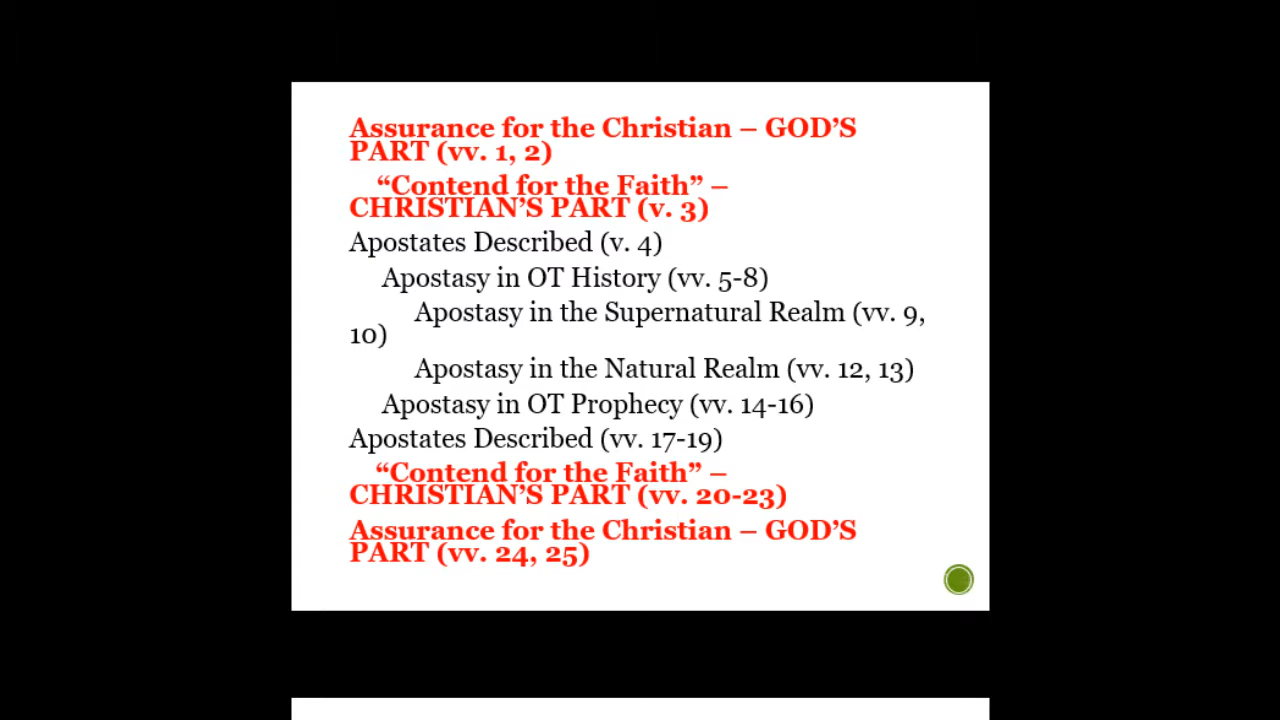 Assurance for the Christian – GOD’S
PART (vv. 1, 2)
“Contend for the Faith” –
CHRISTIAN’S PART (v. 3)
Apostates Described (v. 4)
Apostasy in OT History (vv. 5-8)
Apostasy in the Supernatural Realm (vv. 9,
10)
Apostasy in the Natural Realm (vv. 12, 13)
Apostasy in OT Prophecy (vv. 14-16)
Apostates Described (vv. 17-19)
“Contend for the Faith” –
CHRISTIAN’S PART (vv. 20-23)
Assurance for the Christian – GOD’S
PART (vv. 24, 25)